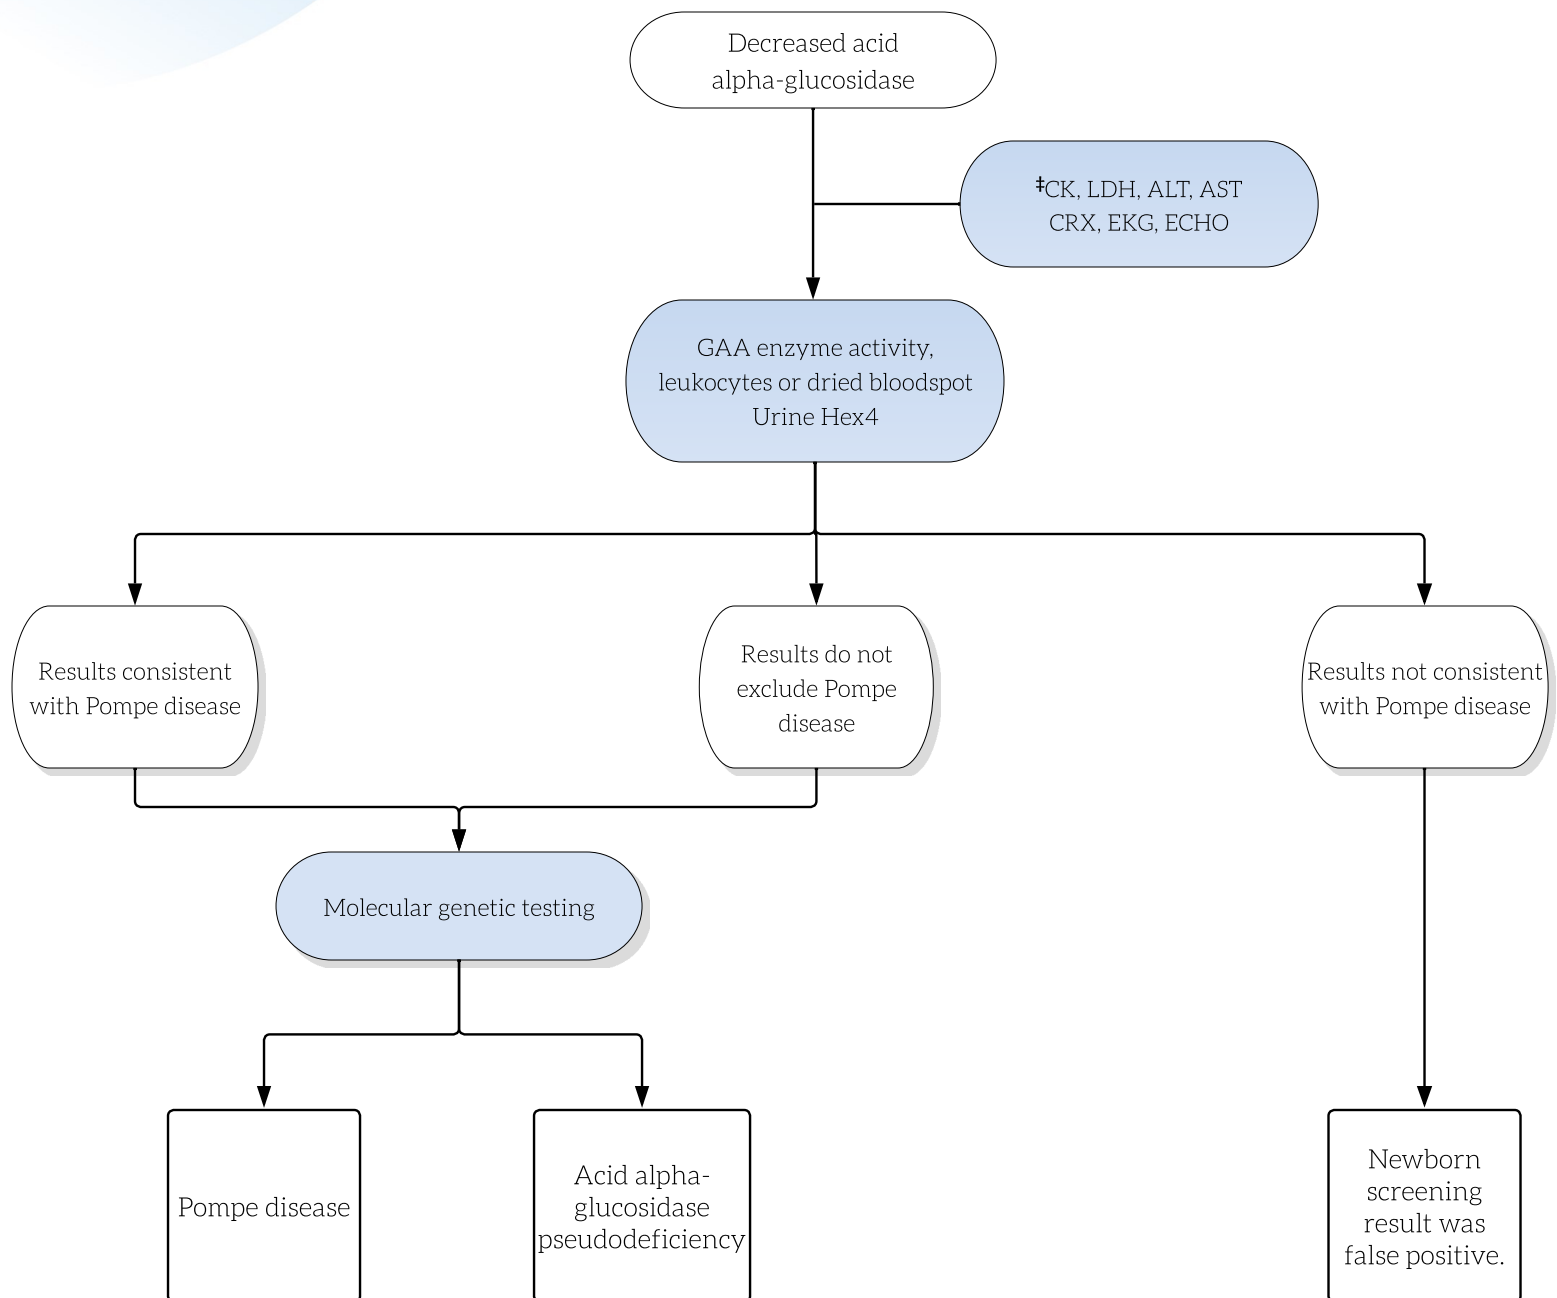 Decreased acid
alpha-glucosidase
‡CK, LDH, ALT, AST
CRX, EKG, ECHO
GAA enzyme activity,
leukocytes or dried bloodspot
Urine Hex4
Results consistent
with Pompe disease
Results do not
exclude Pompe
disease
Results not consistent
with Pompe disease
Molecular genetic testing
Pompe disease
Acid alpha-
glucosidase
pseudodeficiency
Newborn
screening
result was
false positive.